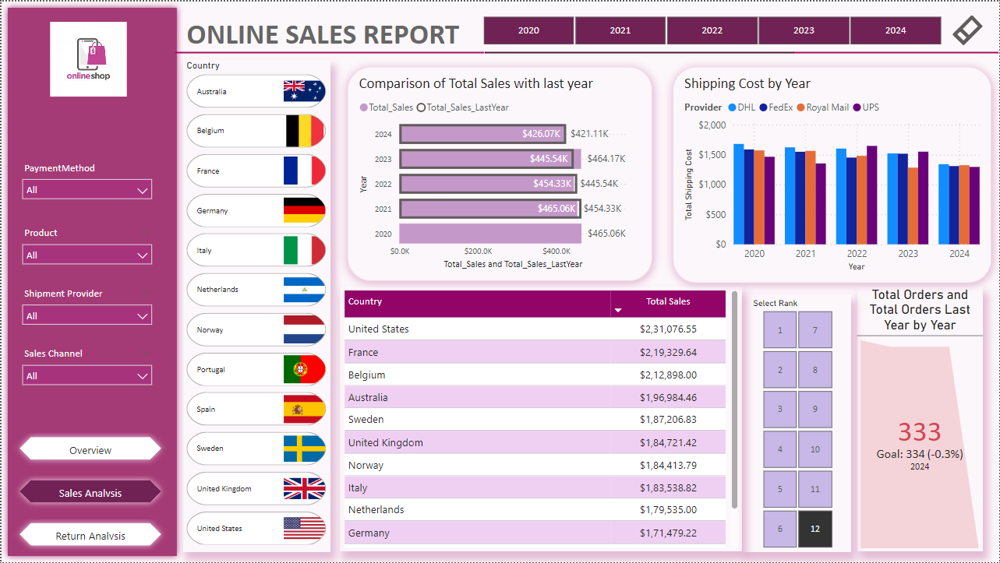 onlineshop
ONLINE SALES REPORT
2020
2021
2022
2023
2024
PaymentMethod
All
Product
All
Shipment Provider
All
Sales Channel
All
Overview
Sales Analysis
Return Analysis
Country
Australia
Belgium
France
Germany
Italy
Netherlands
Norway
Portugal
Spain
Sweden
United Kingdom
United States
Comparison of Total Sales with last year
Total_Sales Total_Sales_LastYear
Year
2024 $426.07K $421.11K
2023 $445.54K $464.17K
2022 $454.33K $445.54K
2021 $465.06K $454.33K
2020 $465.06K
$0.0K $200.0K $400.0K
Total_Sales and Total_Sales_LastYear
Shipping Cost by Year
Provider DHL FedEx Royal Mail UPS
Total Shipping Cost
$2,000
$1,500
$1,000
$500
$0
2020 2021 2022 2023 2024
Year
Country Total Sales
United States $2,31,076.55
France $2,19,329.64
Belgium $2,12,898.00
Australia $1,96,984.46
Sweden $1,87,206.83
United Kingdom $1,84,721.42
Norway $1,84,413.79
Italy $1,83,538.82
Netherlands $1,79,535.00
Germany $1,71,479.22
Select Rank
1 7
2 8
3 9
4 10
5 11
6 12
Total Orders and
Total Orders Last
Year by Year
333
Goal: 334 (-0.3%)
2024